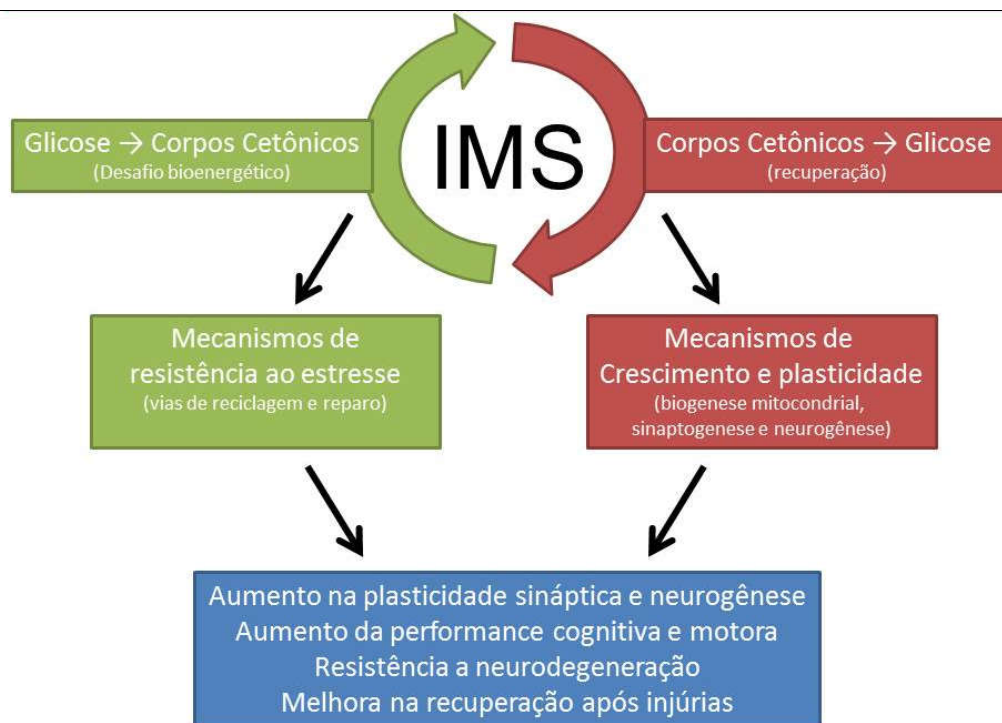 Glicose → Corpos Cetônicos
(Desafio bioenergético)
IMS
Corpos Cetônicos → Glicose
(recuperação)
Mecanismos de
resistência ao estresse
(vias de reciclagem e reparo)
Mecanismos de
Crescimento e plasticidade
(biogenese mitocondrial,
sinaptogenese e neurogênese)
Aumento na plasticidade sináptica e neurogênese
Aumento da performance cognitiva e motora
Resistência a neurodegeneração
Melhora na recuperação após injúrias